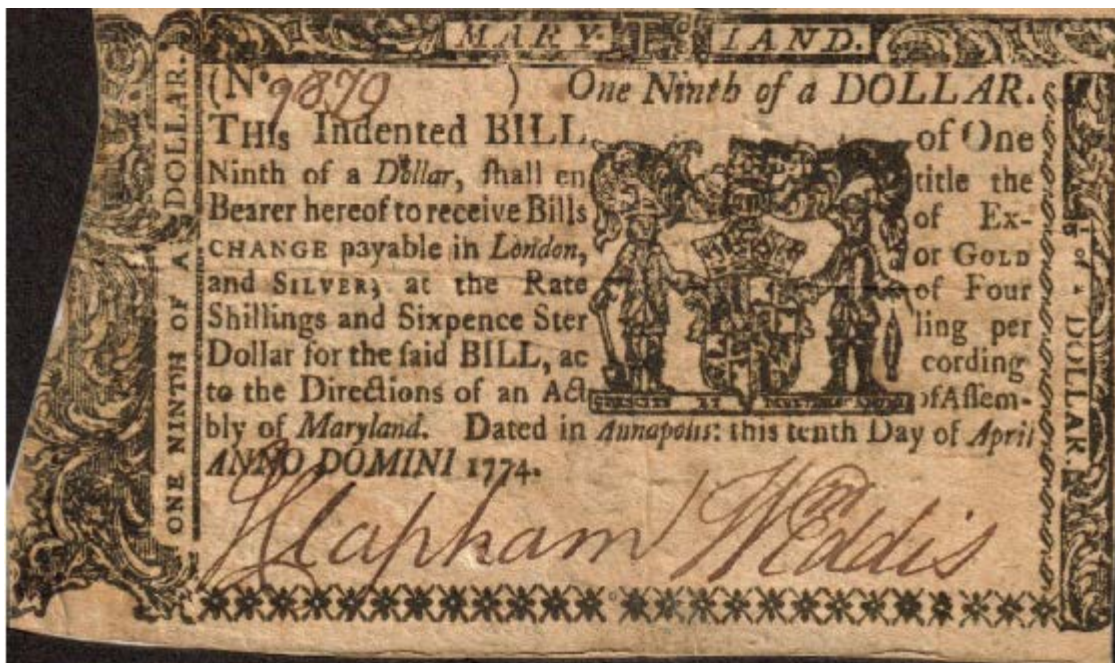 MARY- LAND.
(No 9879 ) One Ninth of a DOLLAR.
THIS Indented BILL of One
Ninth of a Dollar, ſhall en title the
Bearer hereof to receive Bills of Ex-
CHANGE payable in London, or GOLD
and SILVER, at the Rate of Four
Shillings and Sixpence Ster ling per
Dollar for the ſaid BILL, ac cording
to the Directions of an Act of Aſſem-
bly of Maryland. Dated in Annapolis: this tenth Day of April
ANNO DOMINI 1774.
J Clapham Wm Eddis
ONE NINTH OF A DOLLAR.
of a DOLLAR